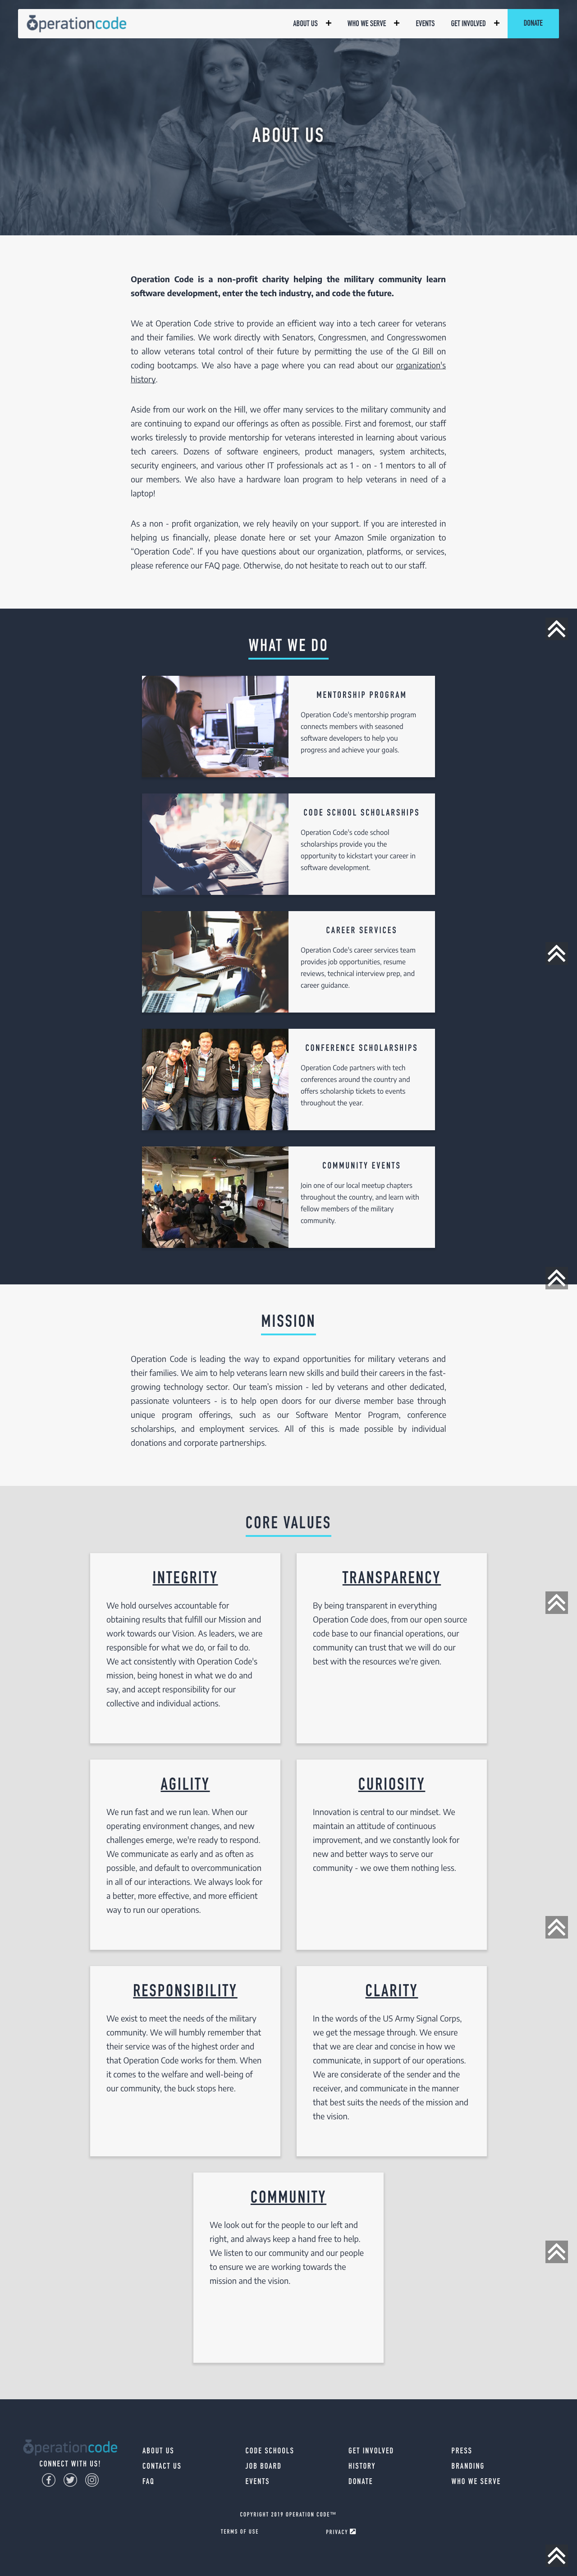 operationcode
ABOUT US
WHO WE SERVE
EVENTS
GET INVOLVED
DONATE
ABOUT US
Operation Code is a non-profit charity helping the military community learn
software development, enter the tech industry, and code the future.
We at Operation Code strive to provide an efficient way into a tech career for veterans
and their families. We work directly with Senators, Congressmen, and Congresswomen
to allow veterans total control of their future by permitting the use of the GI Bill on
coding bootcamps. We also have a page where you can read about our organization's
history.
Aside from our work on the Hill, we offer many services to the military community and
are continuing to expand our offerings as often as possible. First and foremost, our staff
works tirelessly to provide mentorship for veterans interested in learning about various
tech careers. Dozens of software engineers, product managers, system architects,
security engineers, and various other IT professionals act as 1 - on - 1 mentors to all of
our members. We also have a hardware loan program to help veterans in need of a
laptop!
As a non - profit organization, we rely heavily on your support. If you are interested in
helping us financially, please donate here or set your Amazon Smile organization to
“Operation Code”. If you have questions about our organization, platforms, or services,
please reference our FAQ page. Otherwise, do not hesitate to reach out to our staff.
WHAT WE DO
MENTORSHIP PROGRAM
Operation Code's mentorship program
connects members with seasoned
software developers to help you
progress and achieve your goals.
CODE SCHOOL SCHOLARSHIPS
Operation Code's code school
scholarships provide you the
opportunity to kickstart your career in
software development.
CAREER SERVICES
Operation Code's career services team
provides job opportunities, resume
reviews, technical interview prep, and
career guidance.
CONFERENCE SCHOLARSHIPS
Operation Code partners with tech
conferences around the country and
offers scholarship tickets to events
throughout the year.
COMMUNITY EVENTS
Join one of our local meetup chapters
throughout the country, and learn with
fellow members of the military
community.
MISSION
Operation Code is leading the way to expand opportunities for military veterans and
their families. We aim to help veterans learn new skills and build their careers in the fast-
growing technology sector. Our team's mission - led by veterans and other dedicated,
passionate volunteers - is to help open doors for our diverse member base through
unique program offerings, such as our Software Mentor Program, conference
scholarships, and employment services. All of this is made possible by individual
donations and corporate partnerships.
CORE VALUES
INTEGRITY
We hold ourselves accountable for
obtaining results that fulfill our Mission and
work towards our Vision. As leaders, we are
responsible for what we do, or fail to do.
We act consistently with Operation Code's
mission, being honest in what we do and
say, and accept responsibility for our
collective and individual actions.
TRANSPARENCY
By being transparent in everything
Operation Code does, from our open source
code base to our financial operations, our
community can trust that we will do our
best with the resources we're given.
AGILITY
We run fast and we run lean. When our
operating environment changes, and new
challenges emerge, we're ready to respond.
We communicate as early and as often as
possible, and default to overcommunication
in all of our interactions. We always look for
a better, more effective, and more efficient
way to run our operations.
CURIOSITY
Innovation is central to our mindset. We
maintain an attitude of continuous
improvement, and we constantly look for
new and better ways to serve our
community - we owe them nothing less.
RESPONSIBILITY
We exist to meet the needs of the military
community. We will humbly remember that
their service was of the highest order and
that Operation Code works for them. When
it comes to the welfare and well-being of
our community, the buck stops here.
CLARITY
In the words of the US Army Signal Corps,
we get the message through. We ensure
that we are clear and concise in how we
communicate, in support of our operations.
We are considerate of the sender and the
receiver, and communicate in the manner
that best suits the needs of the mission and
the vision.
COMMUNITY
We look out for the people to our left and
right, and always keep a hand free to help.
We listen to our community and our people
to ensure we are working towards the
mission and the vision.
operationcode
CONNECT WITH US!
ABOUT US
CONTACT US
FAQ
CODE SCHOOLS
JOB BOARD
EVENTS
GET INVOLVED
HISTORY
DONATE
PRESS
BRANDING
WHO WE SERVE
COPYRIGHT 2019 OPERATION CODE™
TERMS OF USE
PRIVACY